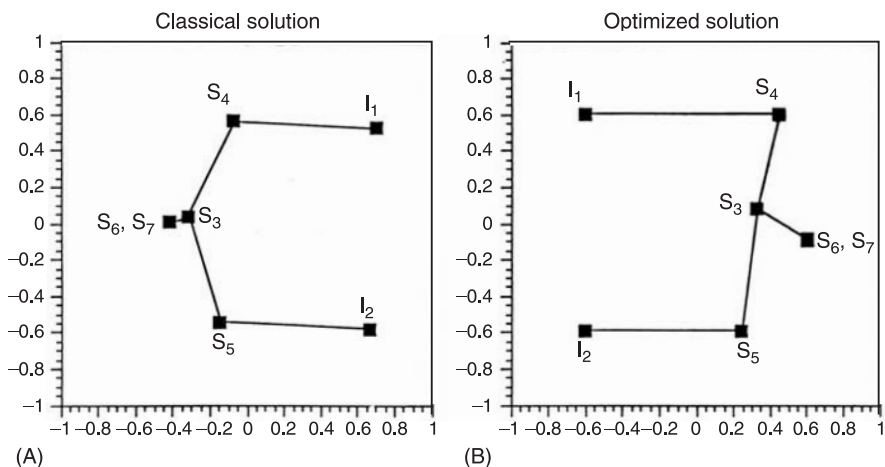 Classical solution
1
0.8
0.6
0.4
0.2
0
−0.2
−0.4
−0.6
−0.8
−1
S4
I1
S6, S7
S3
I2
S5
−1 −0.8 −0.6 −0.4 −0.2 0 0.2 0.4 0.6 0.8 1
(A)
Optimized solution
1
0.8
0.6
0.4
0.2
0
−0.2
−0.4
−0.6
−0.8
−1
I1
S4
S3
S6, S7
I2
S5
−1 −0.8 −0.6 −0.4 −0.2 0 0.2 0.4 0.6 0.8 1
(B)